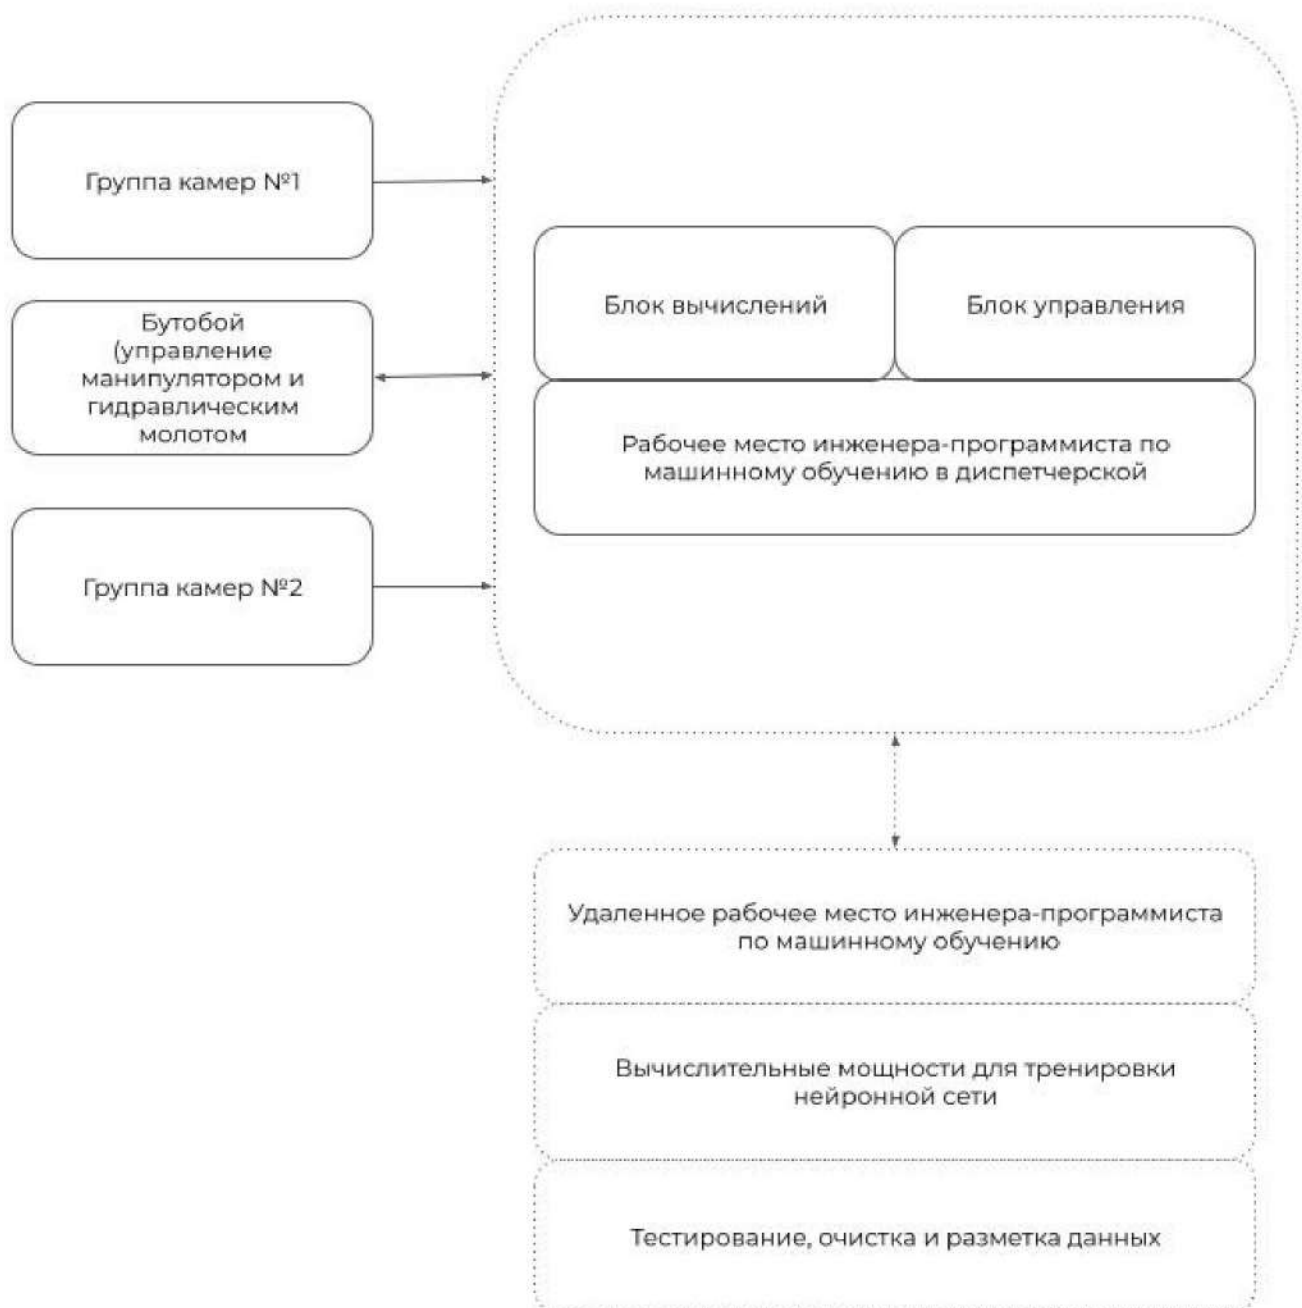 Группа камер №1
Бутобой
(управление
манипулятором и
гидравлическим
молотом
Группа камер №2
Блок вычислений
Блок управления
Рабочее место инженера-программиста по
машинному обучению в диспетчерской
Удаленное рабочее место инженера-программиста
по машинному обучению
Вычислительные мощности для тренировки
нейронной сети
Тестирование, очистка и разметка данных